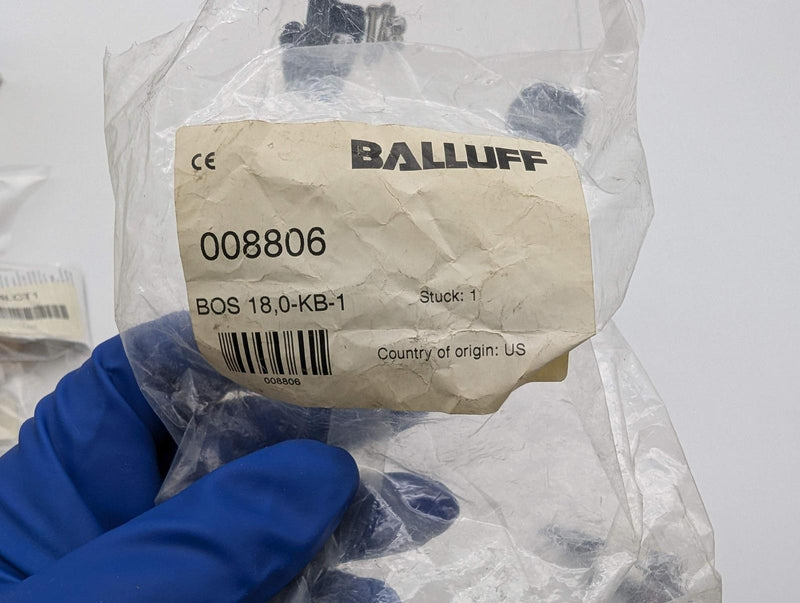 CE
BALLUFF
008806
BOS 18,0-KB-1
Stuck: 1
Country of origin: US
008806